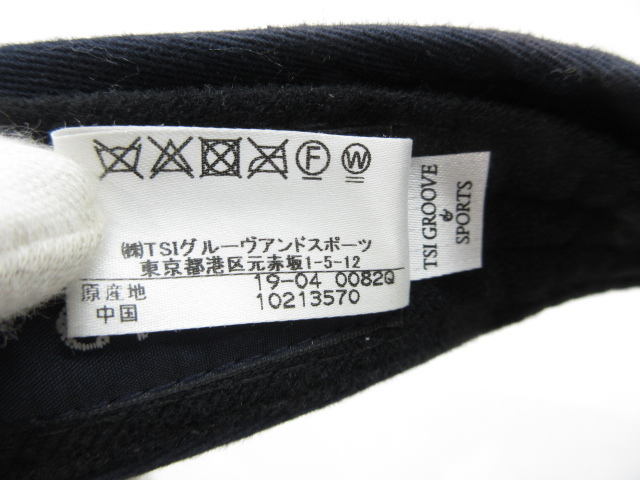 F W
㈱TSIグルーヴアンドスポーツ
東京都港区元赤坂1-5-12
19-04 0082Q
原産地 10213570
中国
TSI GROOVE
&
SPORTS